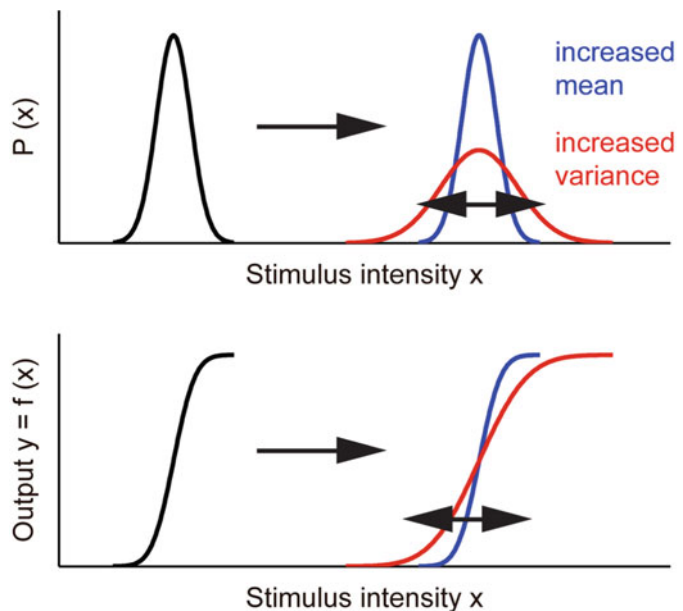 P (x)
increased
mean
increased
variance
Stimulus intensity x
Output y = f (x)
Stimulus intensity x